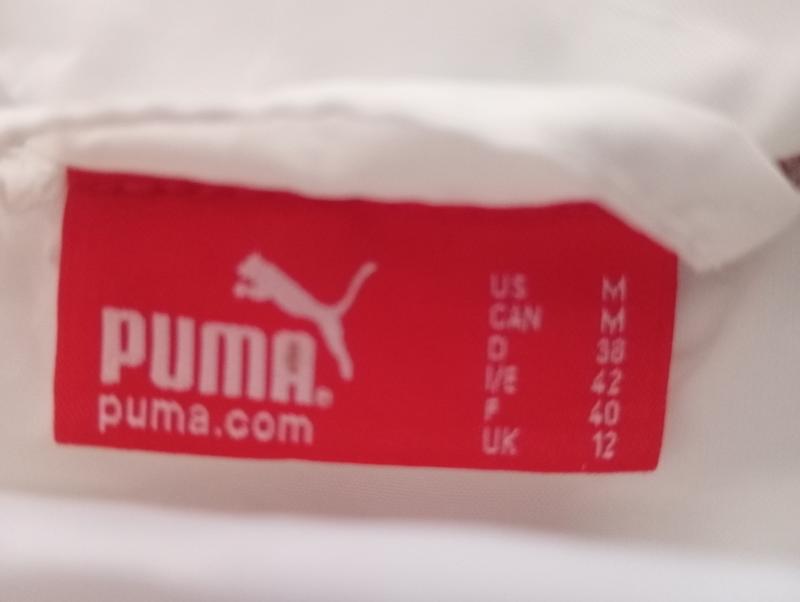 PUMA®
puma.com
US M
CAN M
D 38
I/E 42
F 40
UK 12